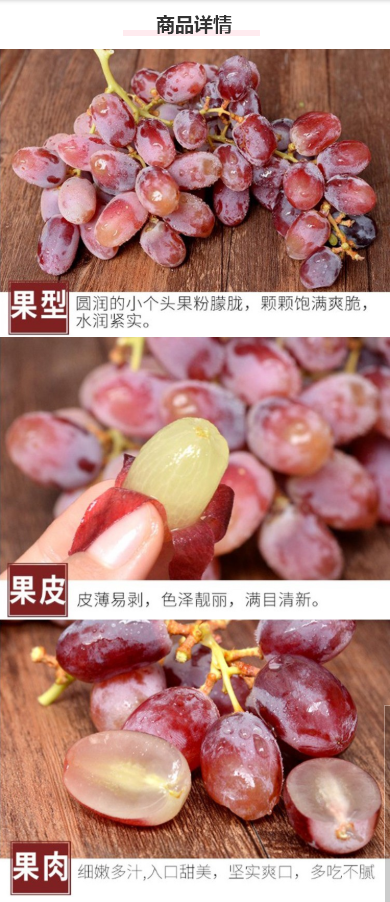 商品详情
果型
圆润的小个头果粉朦胧，颗颗饱满爽脆，
水润紧实。
果皮
皮薄易剥，色泽靓丽，满目清新。
果肉
细嫩多汁,入口甜美，坚实爽口，多吃不腻